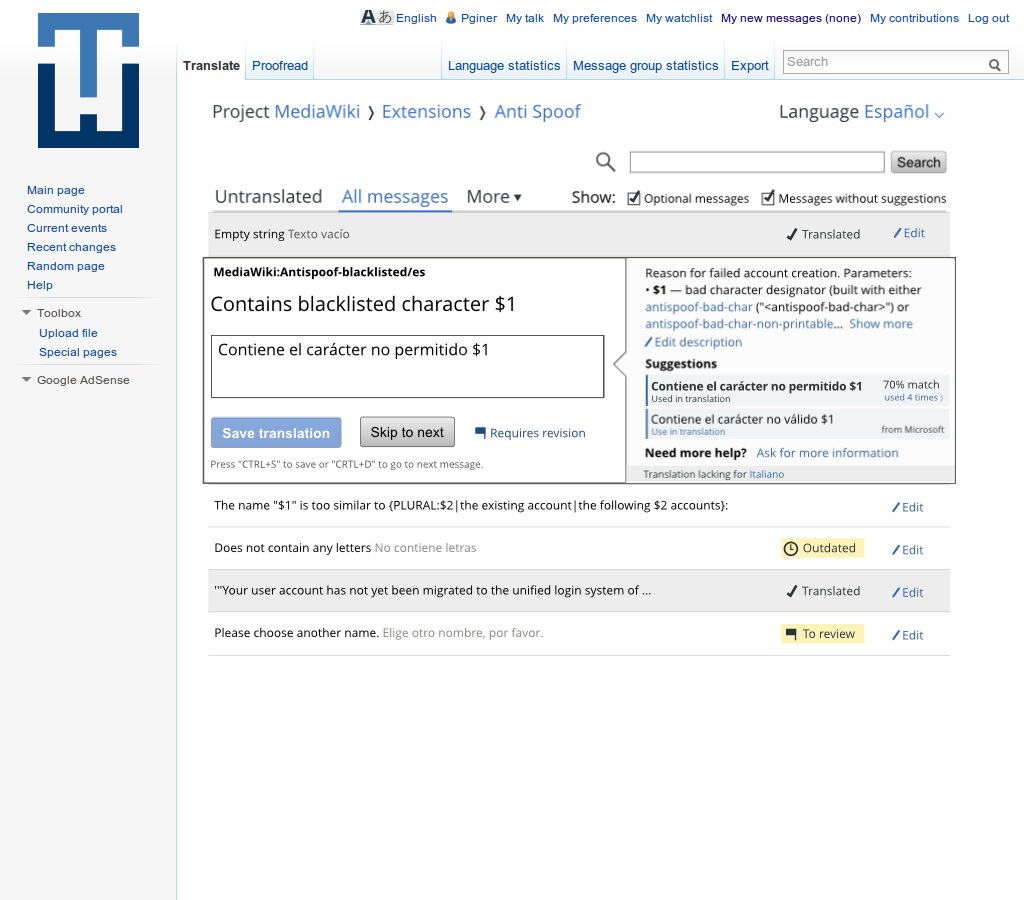 English Pginer My talk My preferences My watchlist My new messages (none) My contributions Log out
Translate Proofread Language statistics Message group statistics Export Search
Project MediaWiki ❭ Extensions ❭ Anti Spoof Language Español
Search
Main page
Community portal
Current events
Recent changes
Random page
Help
Toolbox
Upload file
Special pages
Google AdSense
Untranslated All messages More ▾ Show: Optional messages Messages without suggestions
Empty string Texto vacío Translated Edit
MediaWiki:Antispoof-blacklisted/es
Contains blacklisted character $1
Contiene el carácter no permitido $1
Save translation Skip to next Requires revision
Press "CTRL+S" to save or "CRTL+D" to go to next message.
Reason for failed account creation. Parameters:
• $1 — bad character designator (built with either
antispoof-bad-char ("<antispoof-bad-char>") or
antispoof-bad-char-non-printable... Show more
Edit description
Suggestions
Contiene el carácter no permitido $1 70% match
Used in translation used 4 times ⟩
Contiene el carácter no válido $1
Use in translation from Microsoft
Need more help? Ask for more information
Translation lacking for Italiano
The name "$1" is too similar to {PLURAL:$2|the existing account|the following $2 accounts}: Edit
Does not contain any letters No contiene letras Outdated Edit
'''Your user account has not yet been migrated to the unified login system of ... Translated Edit
Please choose another name. Elige otro nombre, por favor. To review Edit